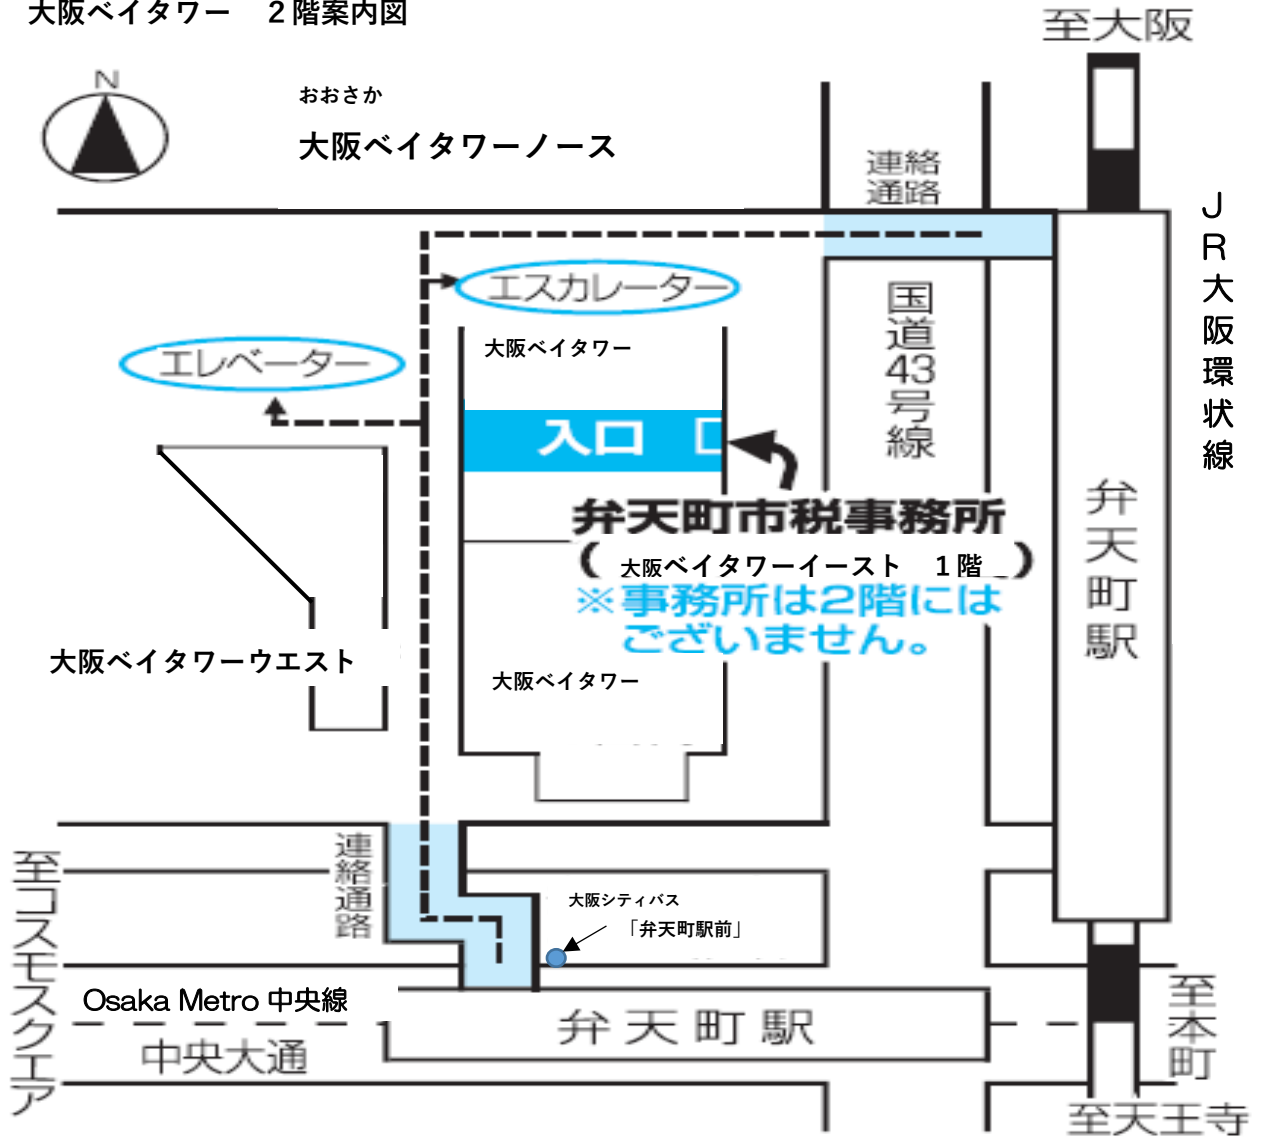 大阪ベイタワー　２階案内図
至大阪
N
おおさか
大阪ベイタワーノース
連絡
通路
JR大阪環状線
エスカレーター
国道43号線
大阪ベイタワー
エレベーター
入口
弁天町駅
弁天町市税事務所
（大阪ベイタワーイースト　１階）
※事務所は2階には
ございません。
大阪ベイタワーウエスト
大阪ベイタワー
連絡通路
至コスモスクエア
大阪シティバス
「弁天町駅前」
Osaka Metro 中央線
弁天町駅
至本町
中央大通
至天王寺